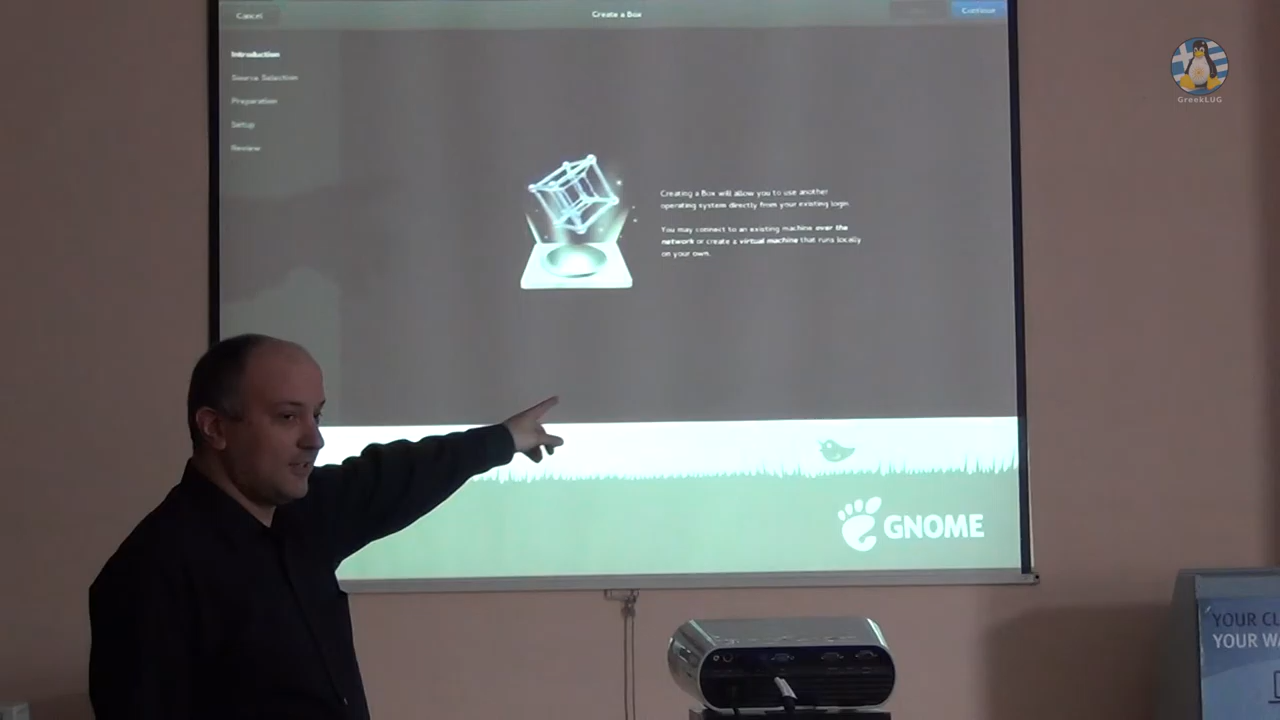 Cancel
Create a Box
Continue
Introduction
Source Selection
Preparation
Setup
Review
Creating a Box will allow you to use another
operating system directly from your existing login.
You may connect to an existing machine over the
network or create a virtual machine that runs locally
on your own.
GNOME
GreekLUG
YOUR
YOUR